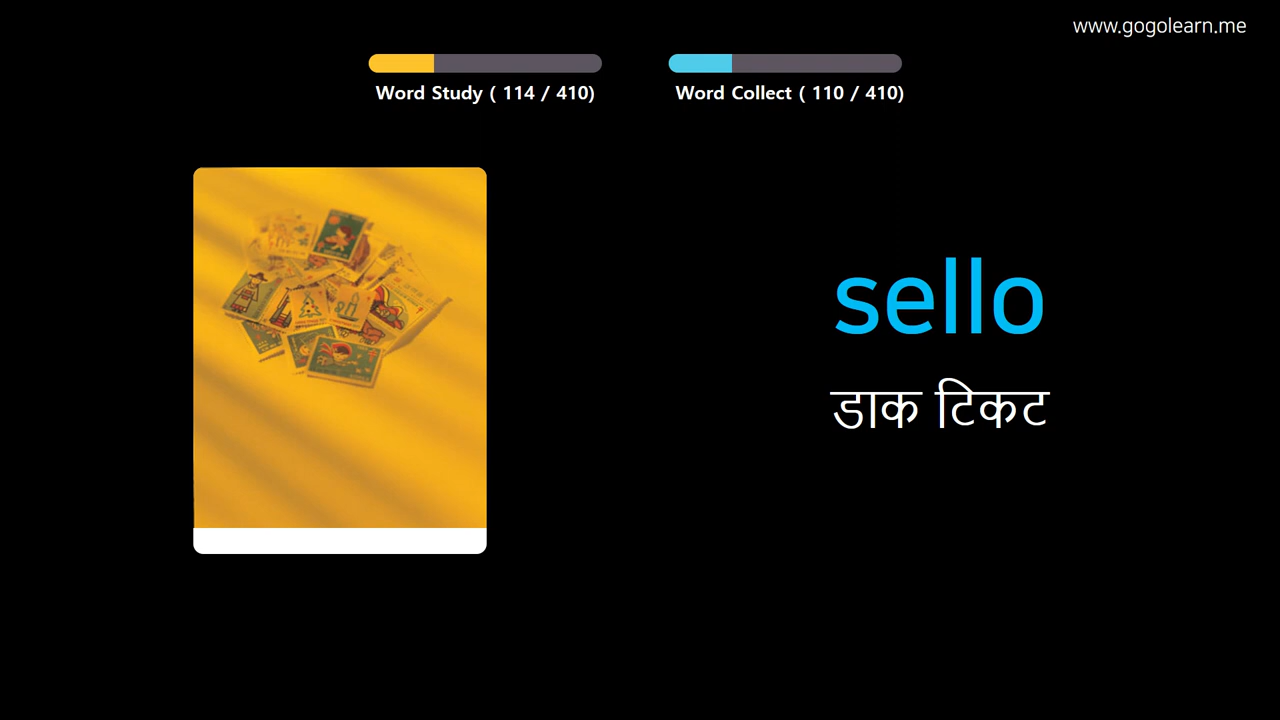 www.gogolearn.me
Word Study ( 114 / 410)
Word Collect ( 110 / 410)
sello
डाक टिकट